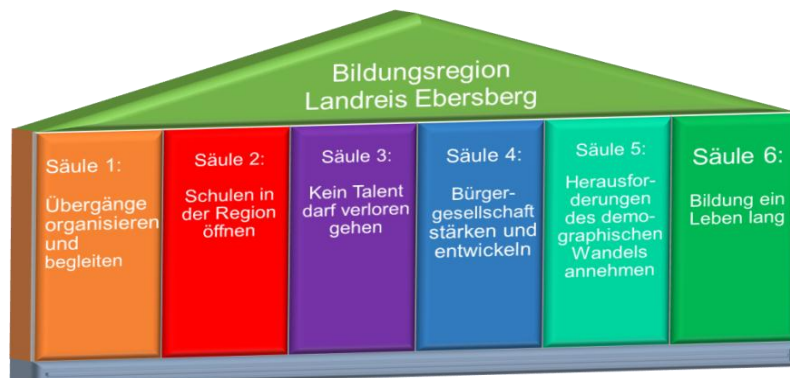 Bildungsregion
Landreis Ebersberg
Säule 1:
Übergänge
organisieren
und
begleiten
Säule 2:
Schulen in
der Region
öffnen
Säule 3:
Kein Talent
darf verloren
gehen
Säule 4:
Bürger-
gesellschaft
stärken und
entwickeln
Säule 5:
Herausfor-
derungen
des demo-
graphischen
Wandels
annehmen
Säule 6:
Bildung ein
Leben lang